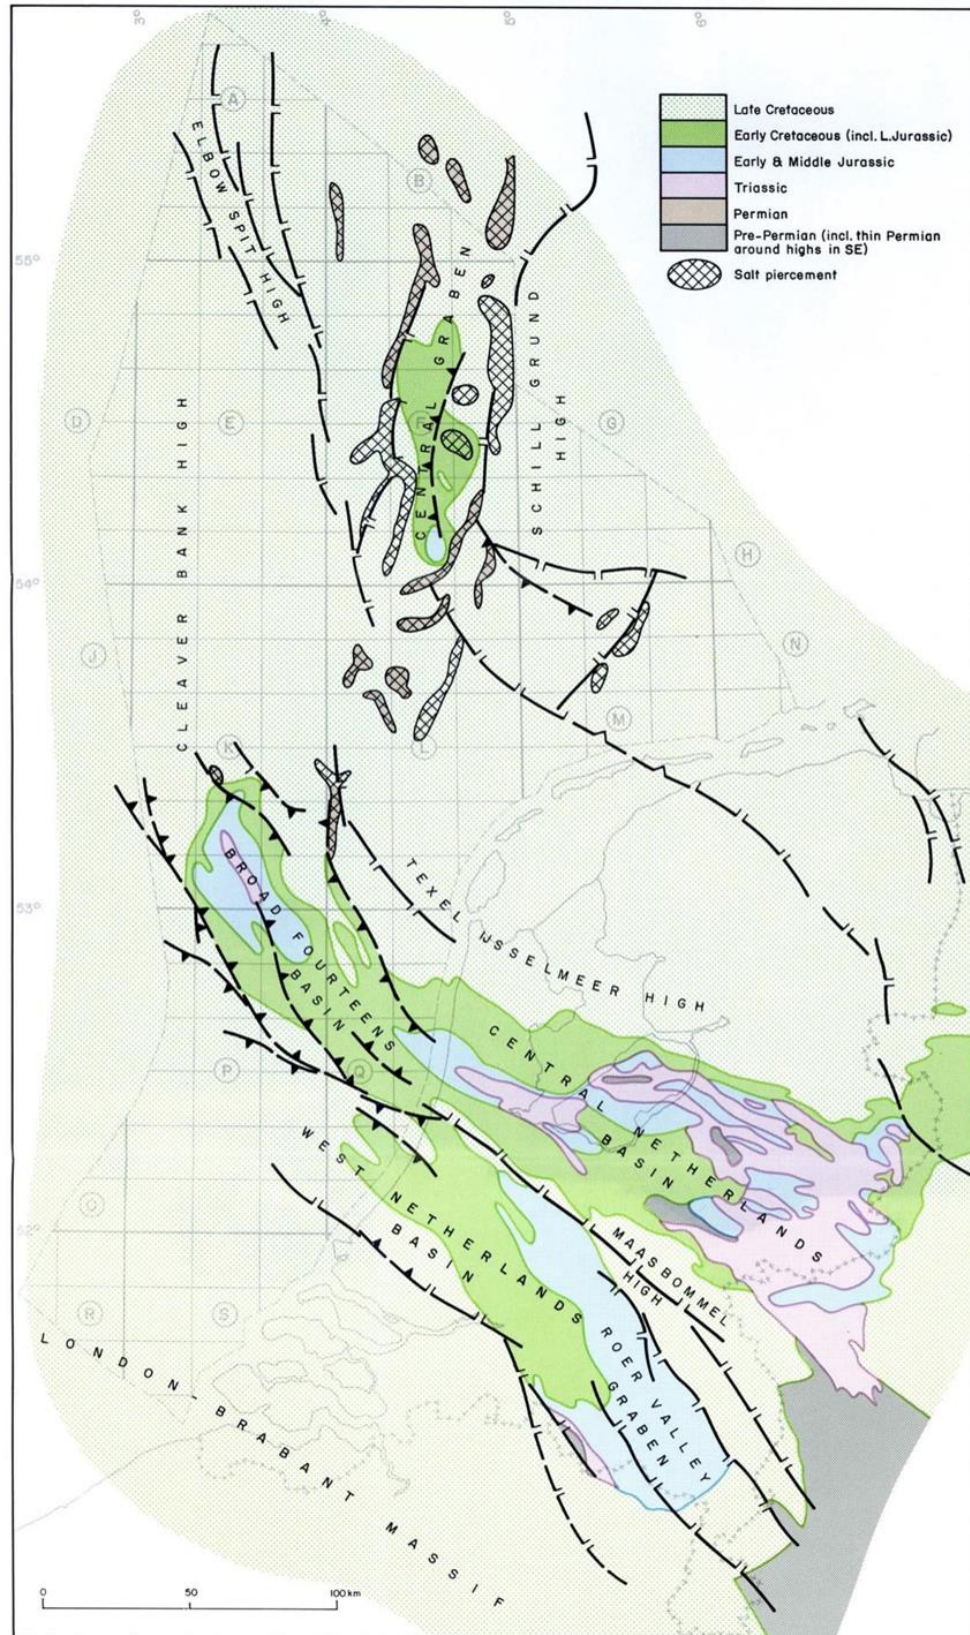 3° 4° 5° 6°
Late Cretaceous
Early Cretaceous (incl. L.Jurassic)
Early & Middle Jurassic
Triassic
Permian
Pre-Permian (incl. thin Permian
around highs in SE)
Salt piercement
A
B
ELBOW SPIT HIGH
55°
CENTRAL GRABEN
SCHILL GRUND
HIGH
D
E
F
G
CLEAVER BANK HIGH
H
54°
J
N
M
K
L
BROAD FOURTEENS
BASIN
53°
TEXEL IJSSELMEER HIGH
CENTRAL NETHERLANDS
BASIN
P
Q
WEST NETHERLANDS
BASIN
O
52°
MAASBOMMEL
HIGH
R
S
ROER VALLEY
GRABEN
LONDON-BRABANT MASSIF
0 50 100 km